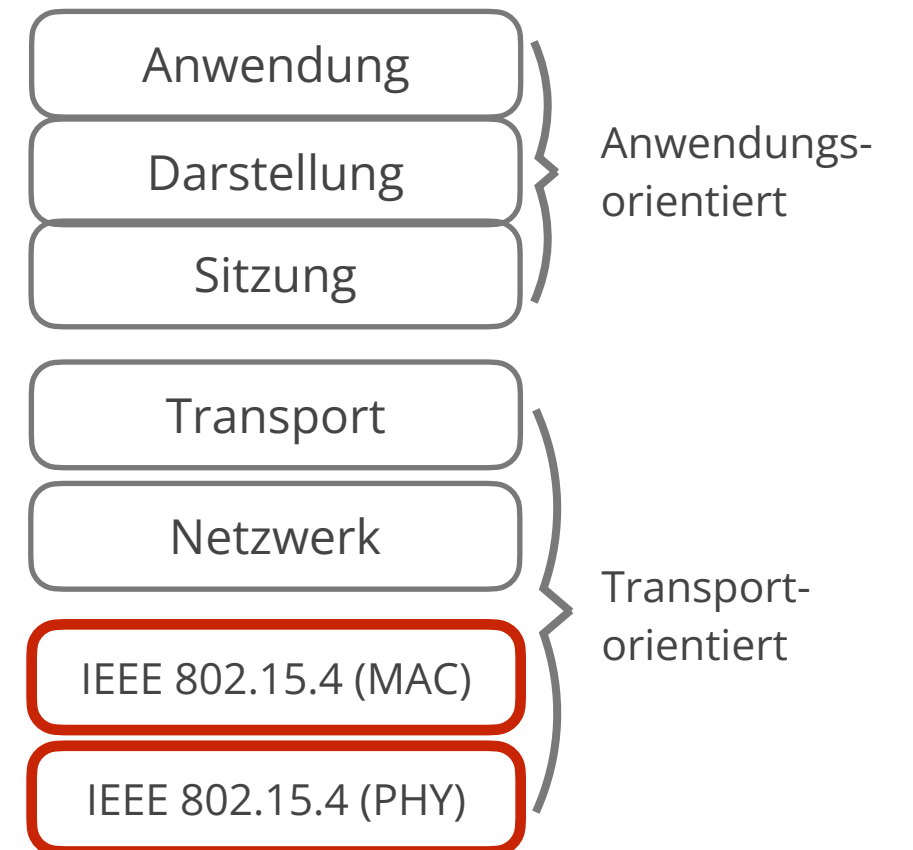 Anwendung
Darstellung
Sitzung
Anwendungs-
orientiert
Transport
Netzwerk
IEEE 802.15.4 (MAC)
IEEE 802.15.4 (PHY)
Transport-
orientiert